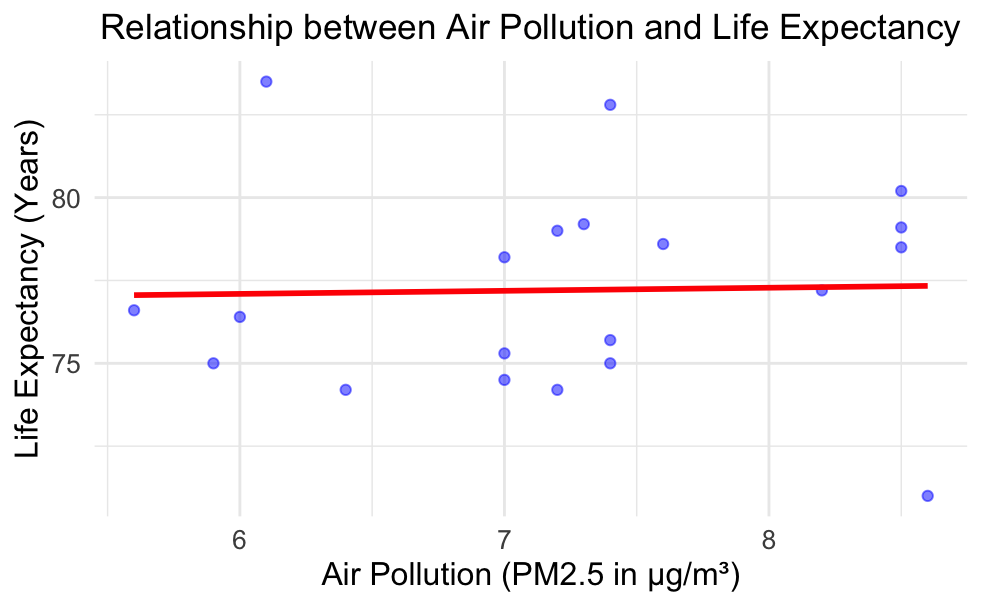 Relationship between Air Pollution and Life Expectancy
Life Expectancy (Years)
80
75
6
7
8
Air Pollution (PM2.5 in µg/m³)